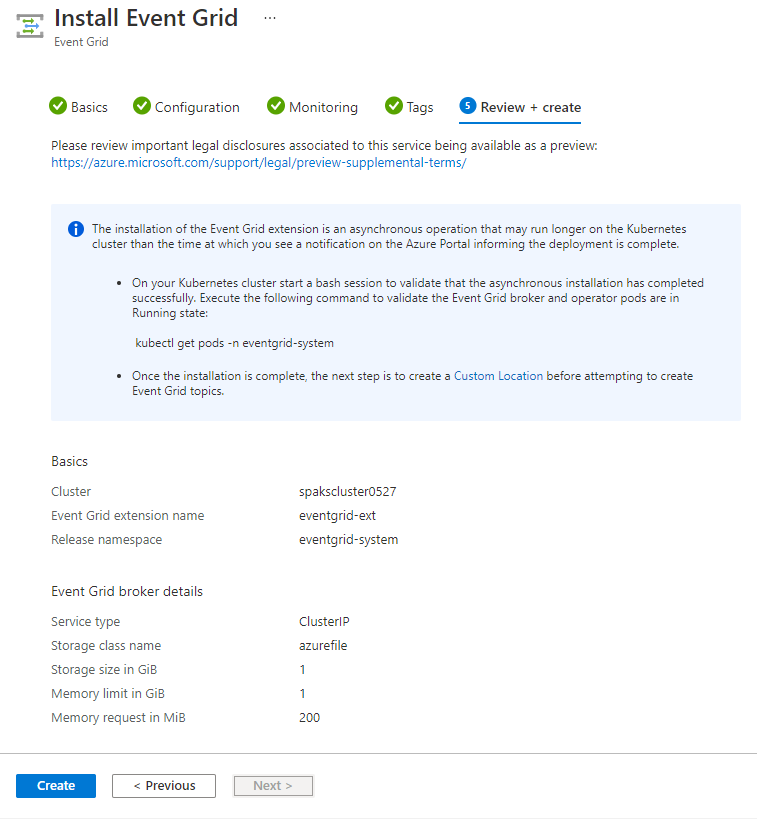 Install Event Grid ...
Event Grid
Basics Configuration Monitoring Tags 5 Review + create
Please review important legal disclosures associated to this service being available as a preview:
https://azure.microsoft.com/support/legal/preview-supplemental-terms/
The installation of the Event Grid extension is an asynchronous operation that may run longer on the Kubernetes
cluster than the time at which you see a notification on the Azure Portal informing the deployment is complete.
• On your Kubernetes cluster start a bash session to validate that the asynchronous installation has completed
successfully. Execute the following command to validate the Event Grid broker and operator pods are in
Running state:
kubectl get pods -n eventgrid-system
• Once the installation is complete, the next step is to create a Custom Location before attempting to create
Event Grid topics.
Basics
Cluster spakscluster0527
Event Grid extension name eventgrid-ext
Release namespace eventgrid-system
Event Grid broker details
Service type ClusterIP
Storage class name azurefile
Storage size in GiB 1
Memory limit in GiB 1
Memory request in MiB 200
Create < Previous Next >